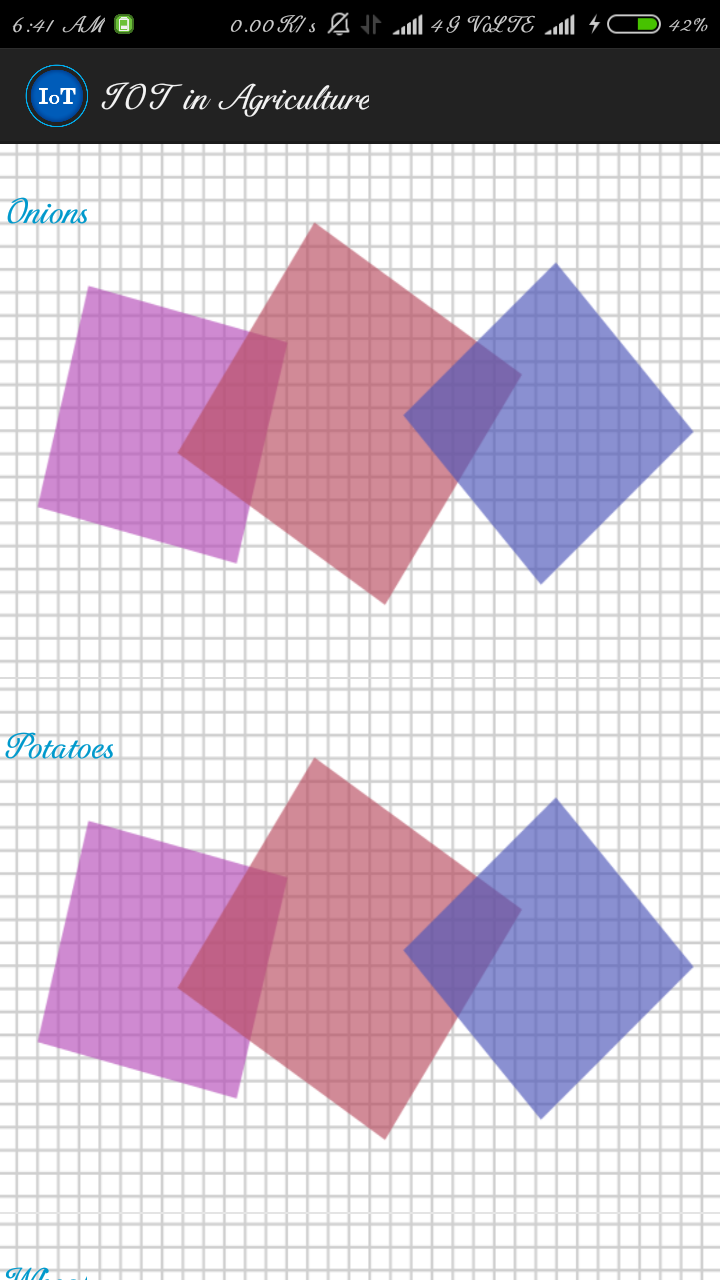 6:41 AM 0.00K/s 4G VoLTE 42%
IoT IOT in Agriculture
Onions
Potatoes